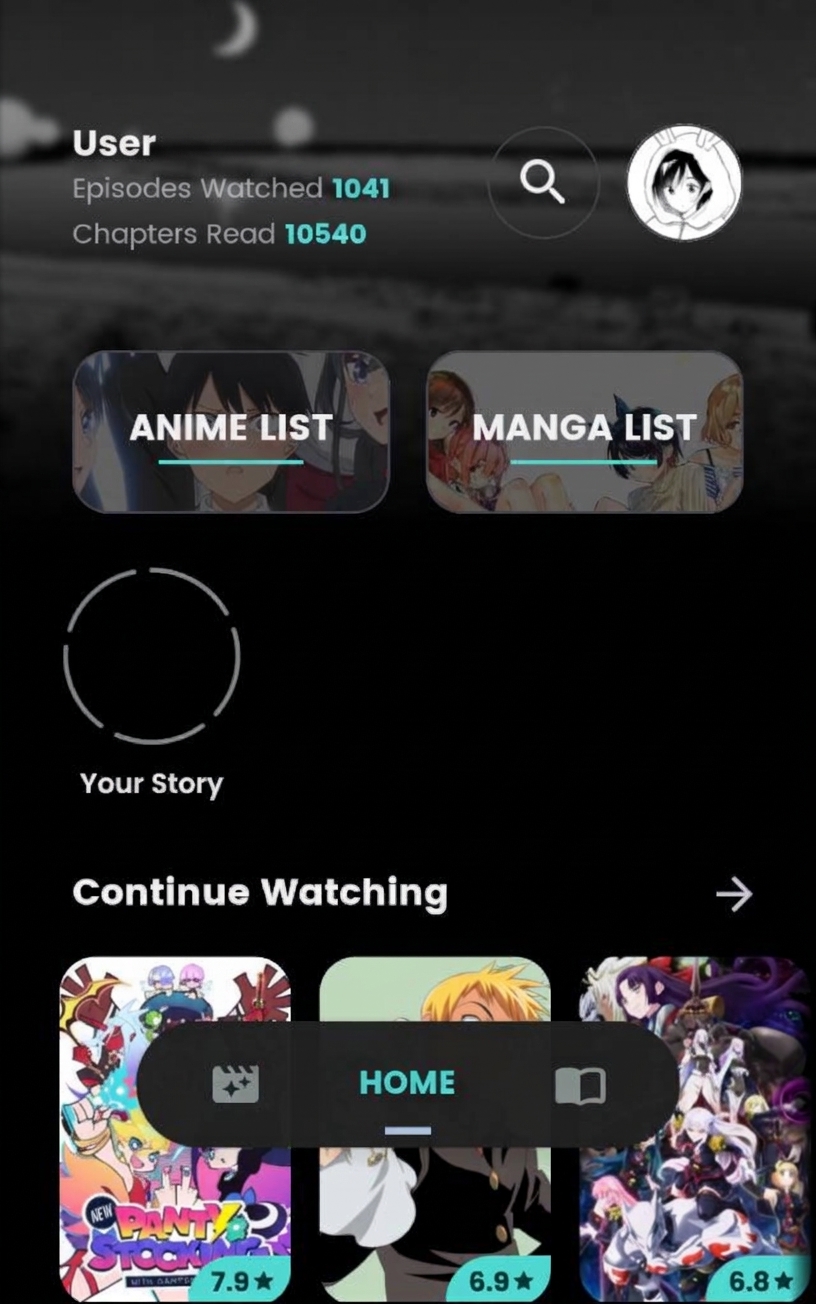 User
Episodes Watched 1041
Chapters Read 10540
ANIME LIST
MANGA LIST
Your Story
Continue Watching
HOME
NEW
PANTY
STOCKING
WITH
7.9
6.9
6.8